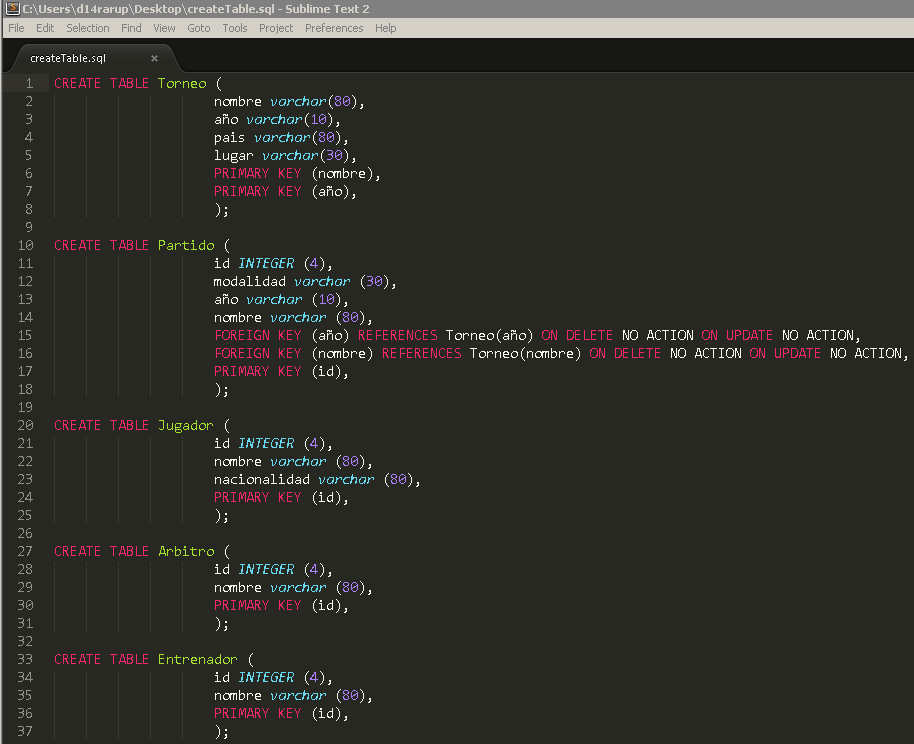 C:\Users\d14rarup\Desktop\createTable.sql - Sublime Text 2
File Edit Selection Find View Goto Tools Project Preferences Help
createTable.sql ×
1 CREATE TABLE Torneo (
2 nombre varchar(80),
3 año varchar(10),
4 pais varchar(80),
5 lugar varchar(30),
6 PRIMARY KEY (nombre),
7 PRIMARY KEY (año),
8 );
9
10 CREATE TABLE Partido (
11 id INTEGER (4),
12 modalidad varchar (30),
13 año varchar (10),
14 nombre varchar (80),
15 FOREIGN KEY (año) REFERENCES Torneo(año) ON DELETE NO ACTION ON UPDATE NO ACTION,
16 FOREIGN KEY (nombre) REFERENCES Torneo(nombre) ON DELETE NO ACTION ON UPDATE NO ACTION,
17 PRIMARY KEY (id),
18 );
19
20 CREATE TABLE Jugador (
21 id INTEGER (4),
22 nombre varchar (80),
23 nacionalidad varchar (80),
24 PRIMARY KEY (id),
25 );
26
27 CREATE TABLE Arbitro (
28 id INTEGER (4),
29 nombre varchar (80),
30 PRIMARY KEY (id),
31 );
32
33 CREATE TABLE Entrenador (
34 id INTEGER (4),
35 nombre varchar (80),
36 PRIMARY KEY (id),
37 );